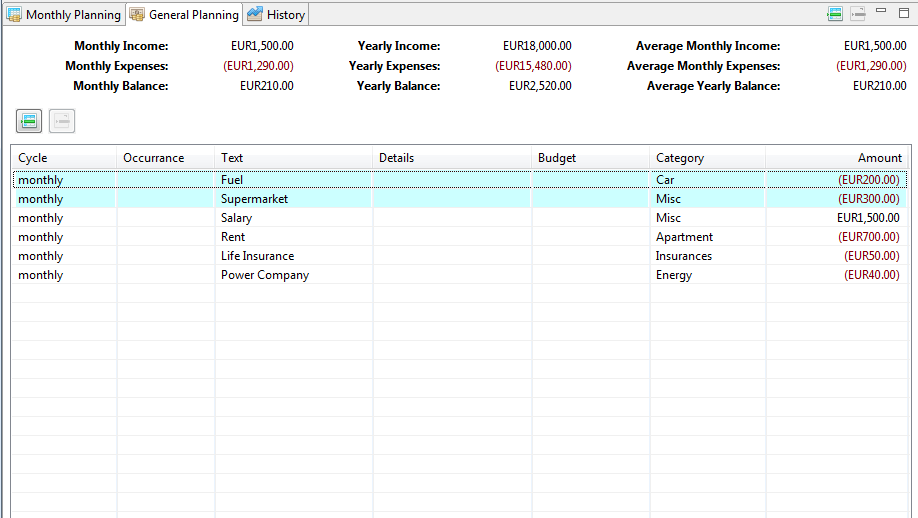 Monthly Planning General Planning History
Monthly Income: EUR1,500.00 Yearly Income: EUR18,000.00 Average Monthly Income: EUR1,500.00
Monthly Expenses: (EUR1,290.00) Yearly Expenses: (EUR15,480.00) Average Monthly Expenses: (EUR1,290.00)
Monthly Balance: EUR210.00 Yearly Balance: EUR2,520.00 Average Yearly Balance: EUR210.00
Cycle Occurrance Text Details Budget Category Amount
monthly Fuel Car (EUR200.00)
monthly Supermarket Misc (EUR300.00)
monthly Salary Misc EUR1,500.00
monthly Rent Apartment (EUR700.00)
monthly Life Insurance Insurances (EUR50.00)
monthly Power Company Energy (EUR40.00)